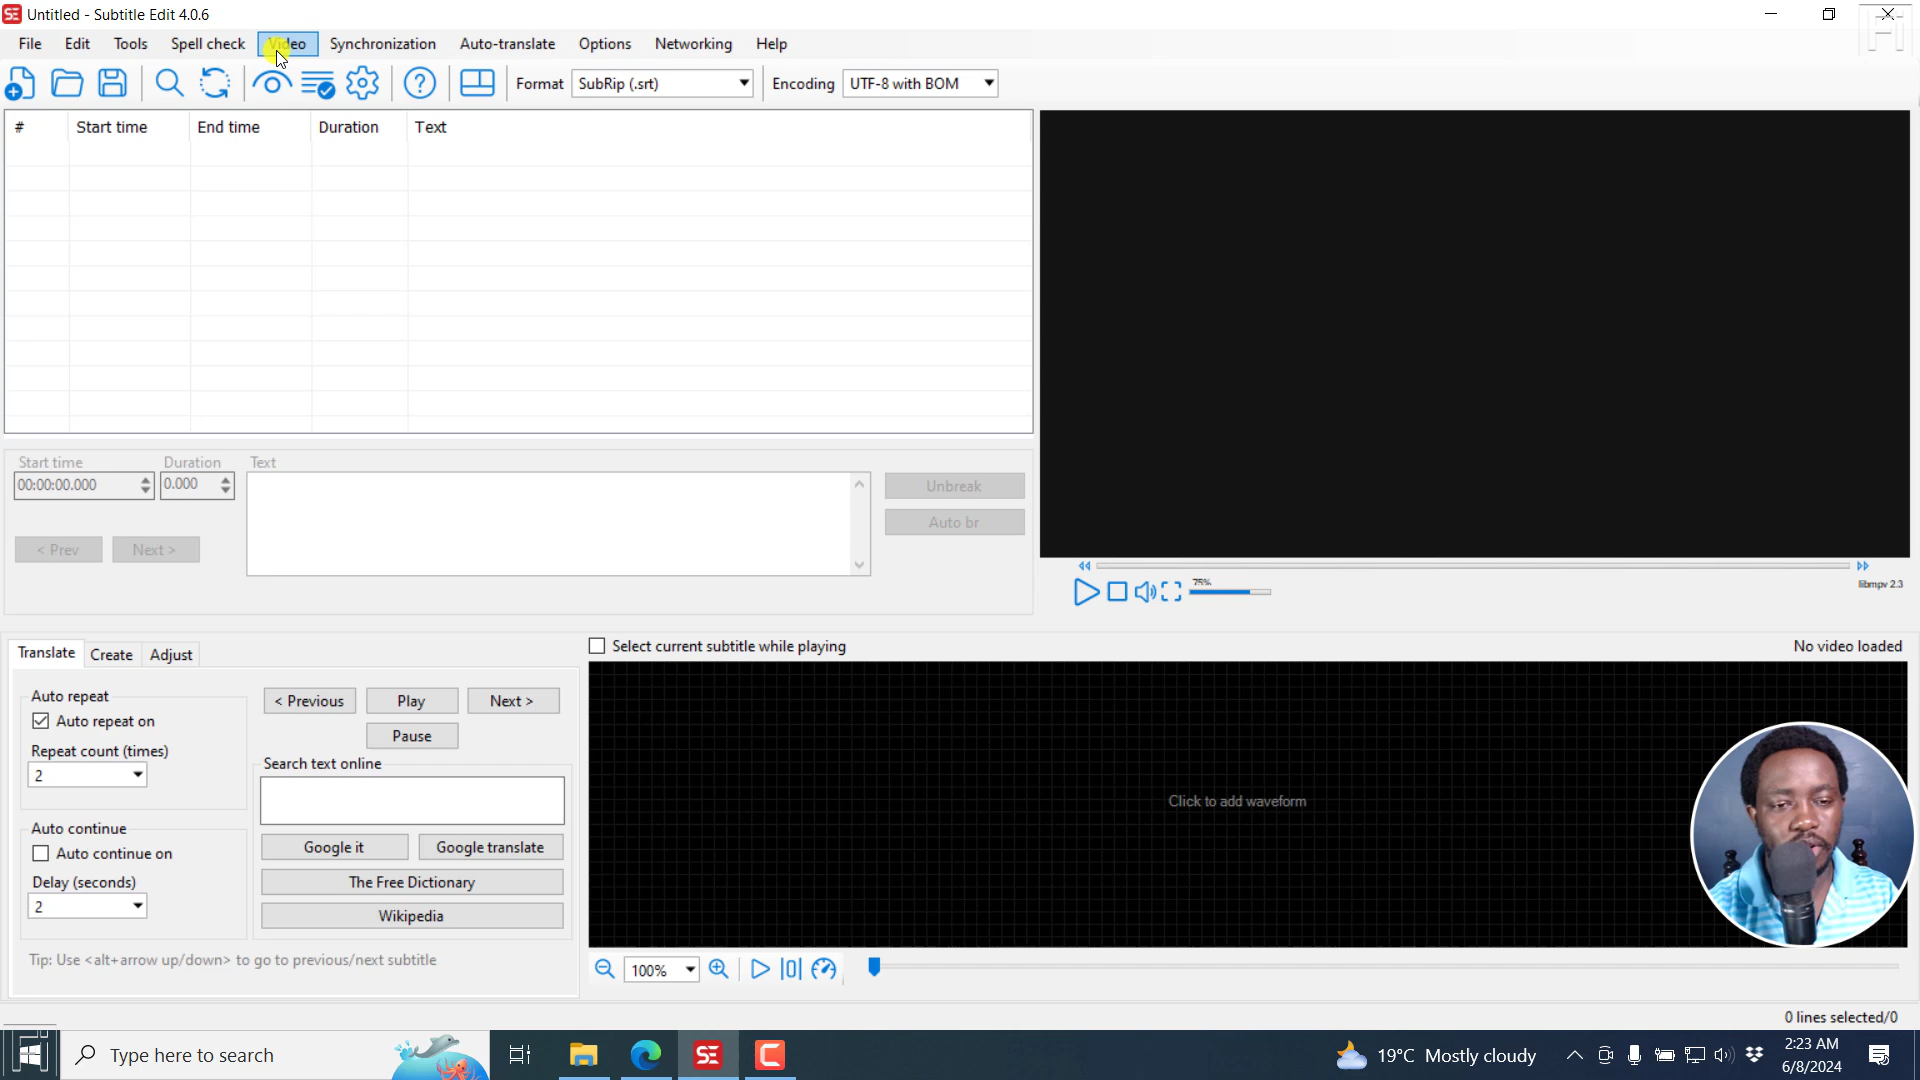 SE Untitled - Subtitle Edit 4.0.6
File Edit Tools Spell check Video Synchronization Auto-translate Options Networking Help
Format SubRip (.srt) Encoding UTF-8 with BOM
# Start time End time Duration Text
Start time Duration Text
00:00:00.000 0.000
Unbreak
Auto br
< Prev Next >
75%
libmpv 2.3
Translate Create Adjust
Select current subtitle while playing No video loaded
Auto repeat
Auto repeat on
Repeat count (times)
2
< Previous Play Next >
Pause
Search text online
Click to add waveform
Auto continue
Auto continue on
Delay (seconds)
2
Google it Google translate
The Free Dictionary
Wikipedia
Tip: Use <alt+arrow up/down> to go to previous/next subtitle
100%
0 lines selected/0
Type here to search
SE
19°C Mostly cloudy
2:23 AM
6/8/2024